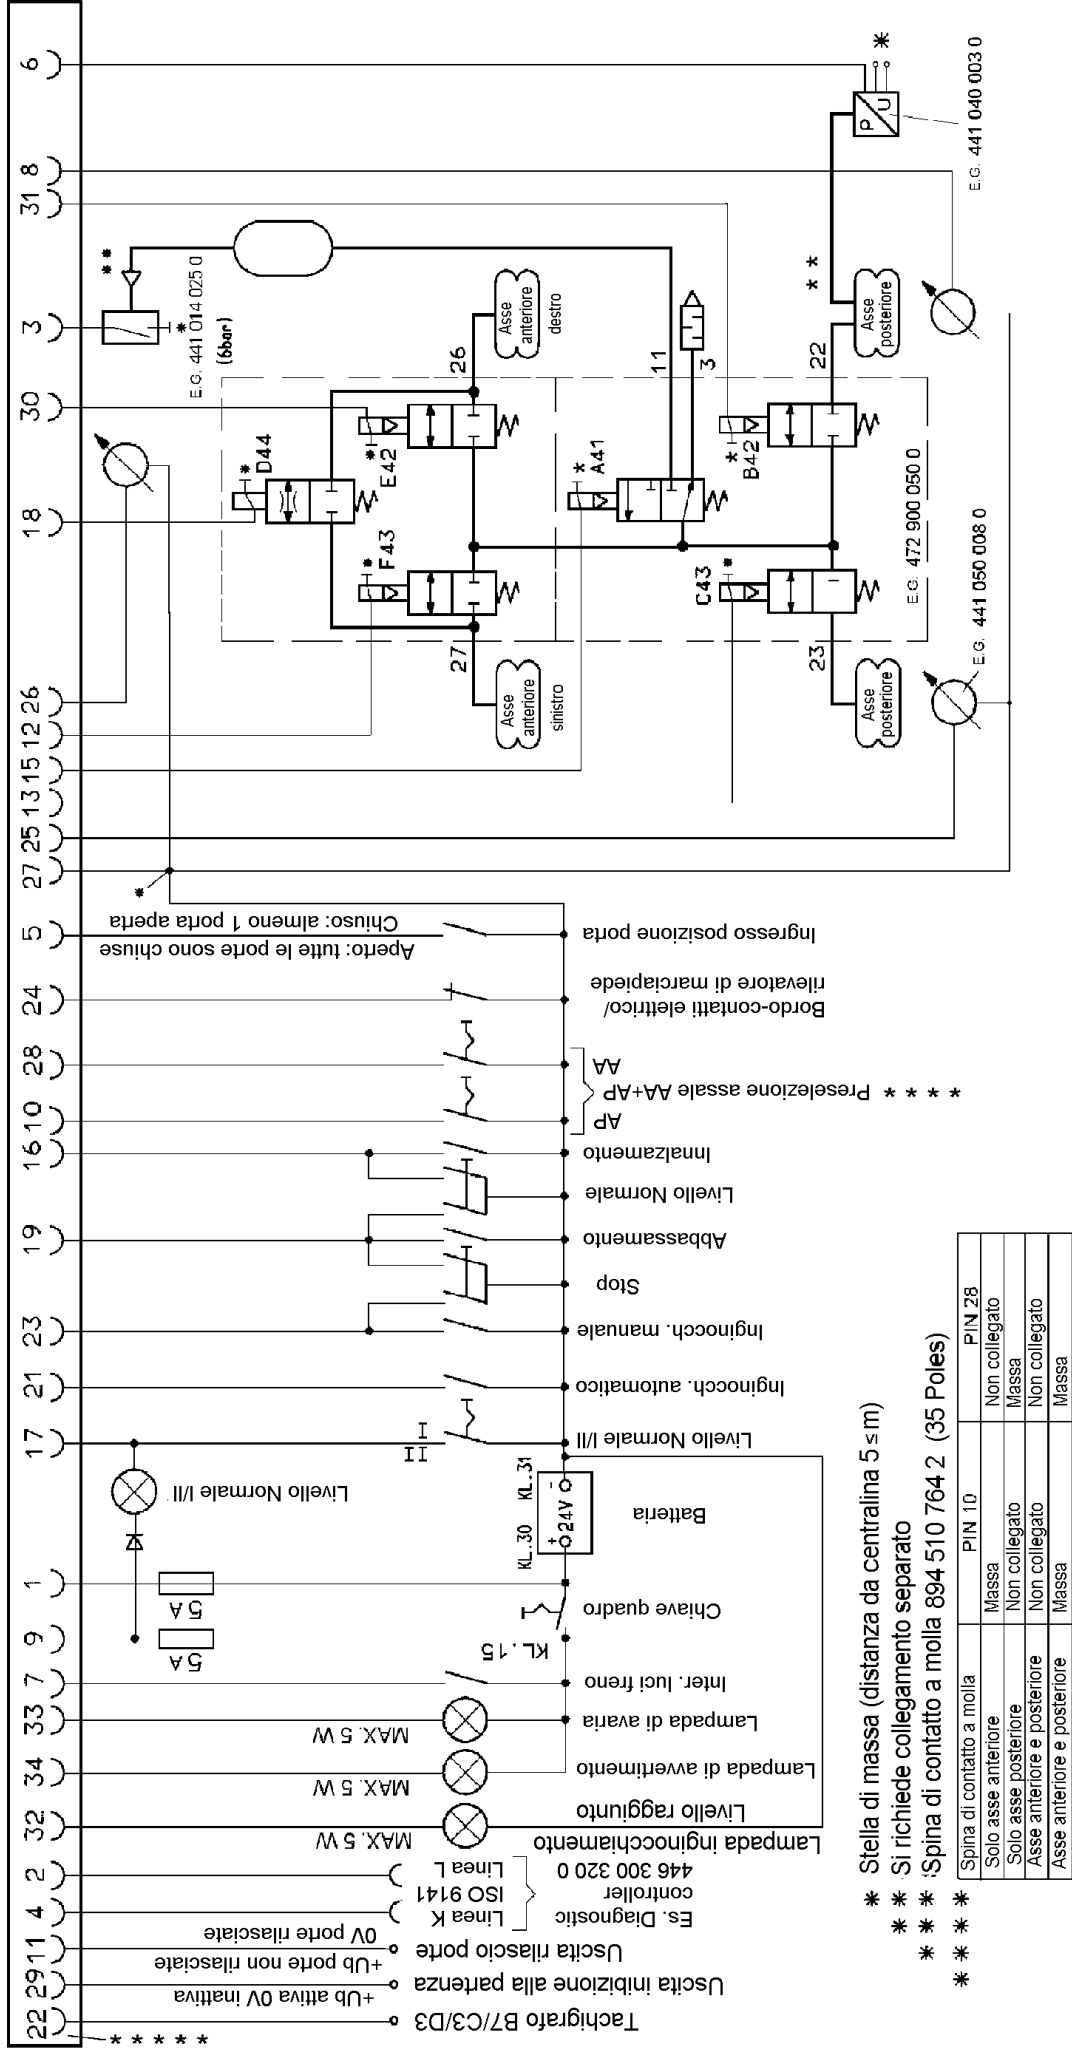 6
8
31
3
30
18
26
12
15
13
25
27
5
24
28
10
16
19
23
21
17
1
9
7
33
34
32
2
4
11
29
22
*
* *
* * * * *
P
U
E.G. 441 040 003 0
E.G. 441 014 025 0
(6bar)
* *
Asse
anteriore
destro
26
11
3
22
Asse
posteriore
D44
E42
A41
B42
F43
C43
E.G. 472 900 050 0
27
23
Asse
anteriore
sinistro
Asse
posteriore
E.G. 441 050 008 0
Chiuso: almeno 1 porta aperta
Aperto: tutte le porte sono chiuse
Ingresso posizione porta
Bordo-contatti elettrico/
rilevatore di marciapiede
AA
Preselezione assale AA+AP * * * *
AP
Innalzamento
Livello Normale
Abbassamento
Stop
Inginocch. manuale
Inginocch. automatico
I
II
Livello Normale I/II
Livello Normale I/II
KL.31
KL.30
- 24V +
Batteria
5 A
5 A
Chiave quadro
KL.15
Inter. luci freno
MAX. 5 W
Lampada di avaria
MAX. 5 W
Lampada di avvertimento
MAX. 5 W
Livello raggiunto
Lampada inginocchiamento
Linea L
ISO 9141
Linea K
446 300 320 0
controller
Es. Diagnostic
0V porte rilasciate
+Ub porte non rilasciate
Uscita rilascio porte
+Ub attiva 0V inattiva
Uscita inibizione alla partenza
Tachigrafo B7/C3/D3
* Stella di massa (distanza da centralina 5 ≤ m)
* * Si richiede collegamento separato
* * * Spina di contatto a molla 894 510 764 2 (35 Poles)
* * * *
Spina di contatto a molla PIN 10 PIN 28
Solo asse anteriore Massa Non collegato
Solo asse posteriore Non collegato Massa
Asse anteriore e posteriore Non collegato Non collegato
Asse anteriore e posteriore Massa Massa